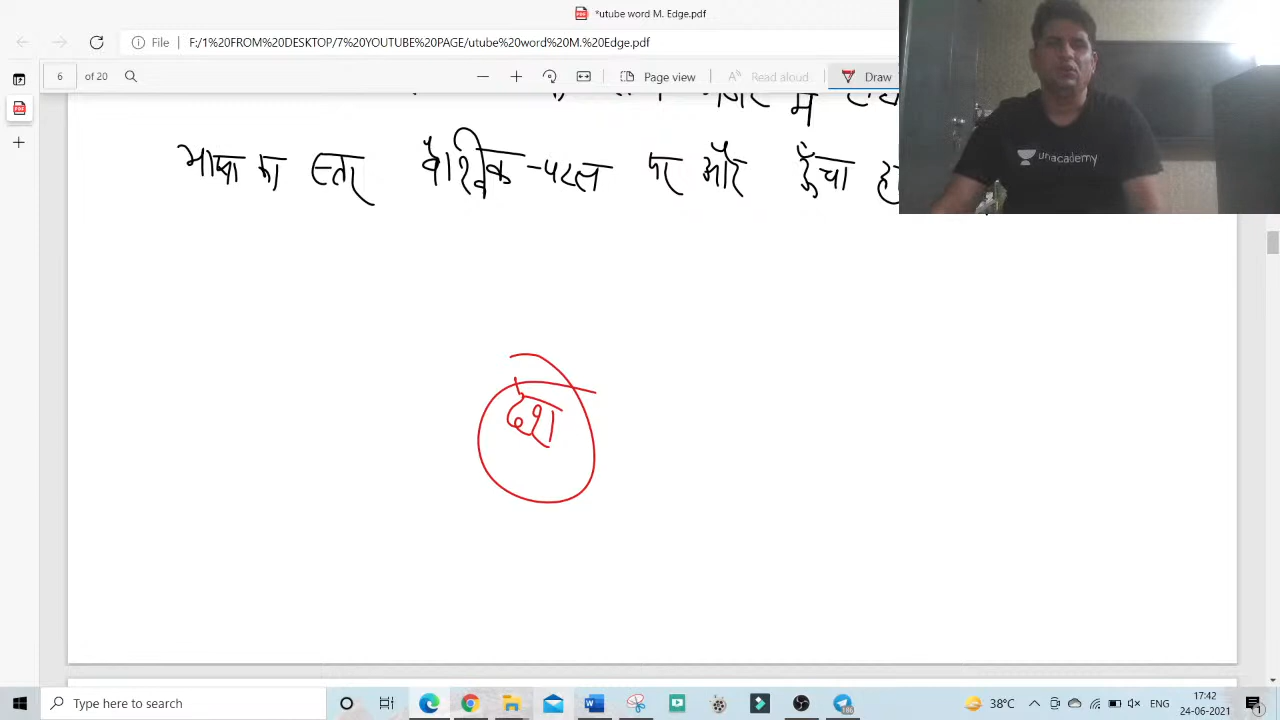 *utube word M. Edge.pdf
File F:/1%20FROM%20DESKTOP/7%20YOUTUBE%20PAGE/utube%20word%20M.%20Edge.pdf
6 of 20 Page view Read aloud Draw
में
भाषा का स्तर वैश्विक-पटल पर और ऊँचा
unacademy
देश
Type here to search
186
38°C ENG 17:42
24-06-2021
1